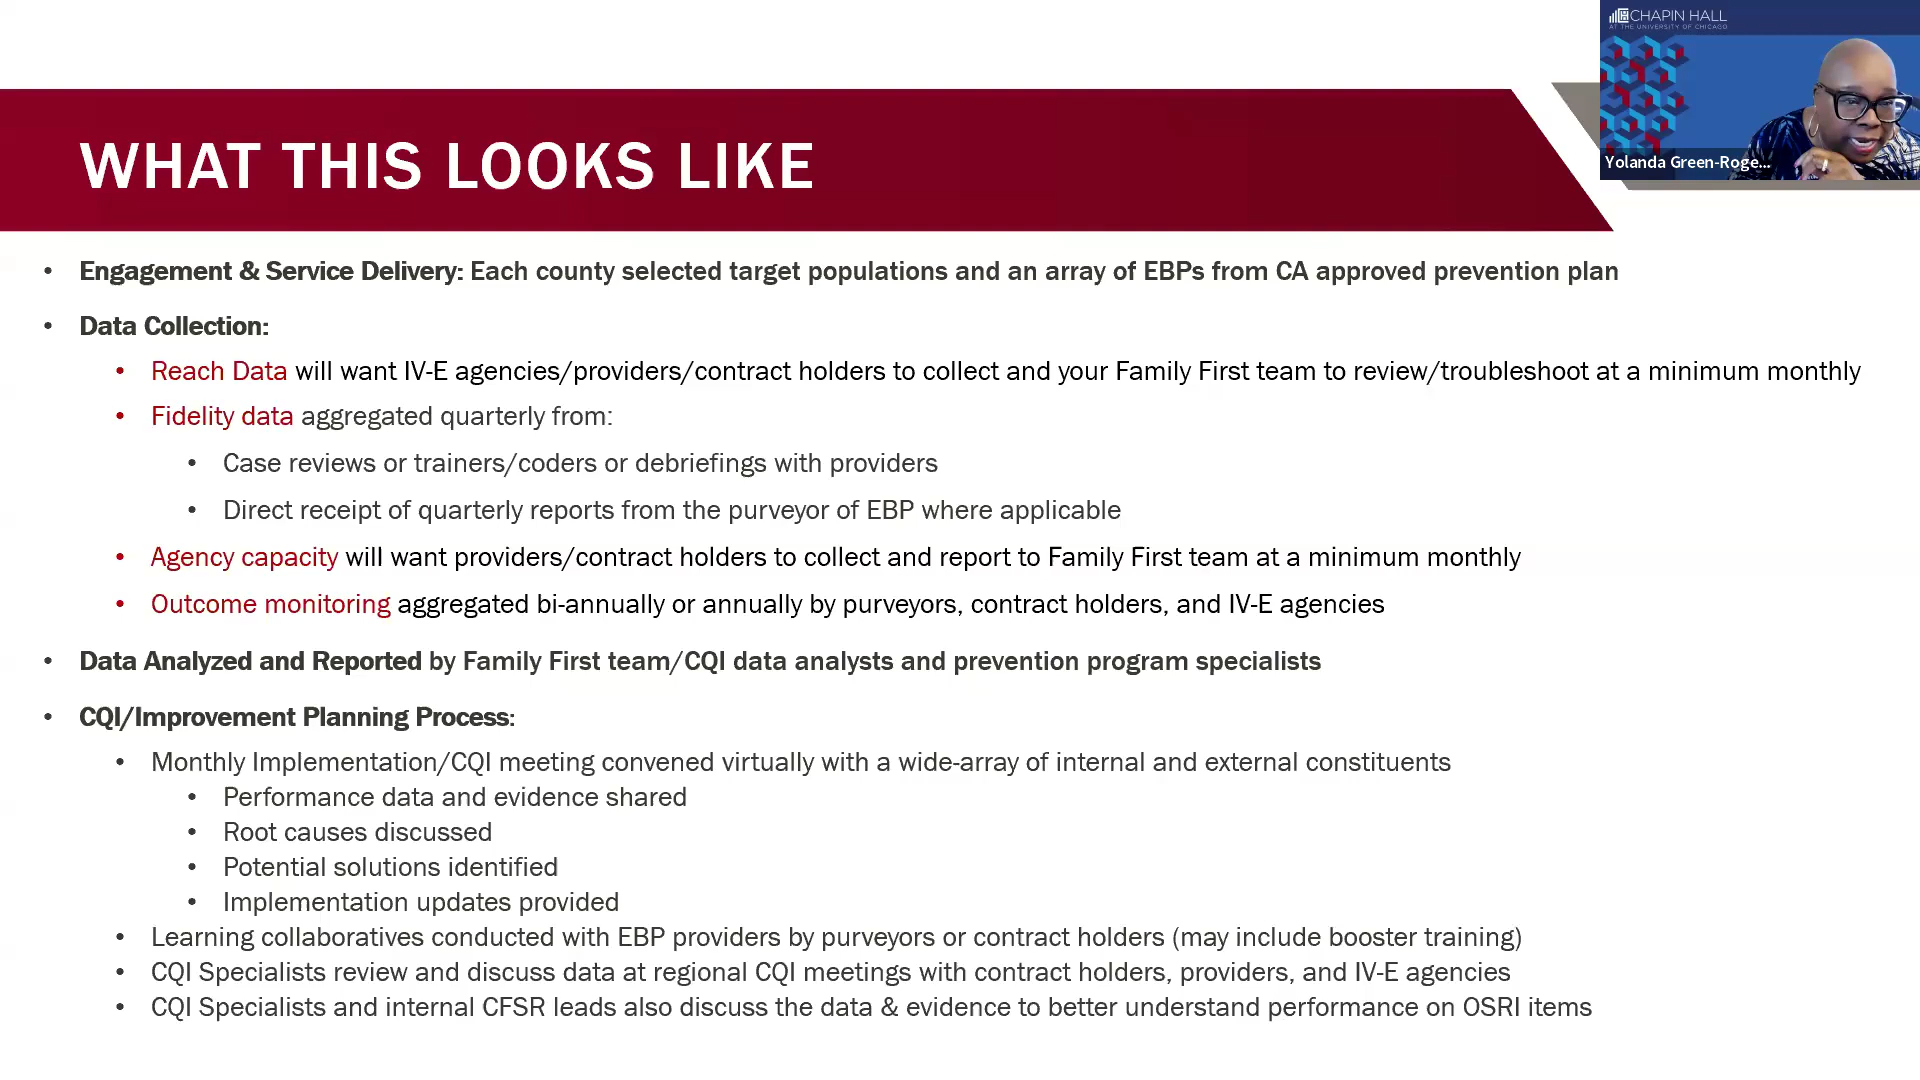 CHAPIN HALL
AT THE UNIVERSITY OF CHICAGO
Yolanda Green-Roge...
WHAT THIS LOOKS LIKE
• Engagement & Service Delivery: Each county selected target populations and an array of EBPs from CA approved prevention plan
• Data Collection:
• Reach Data will want IV-E agencies/providers/contract holders to collect and your Family First team to review/troubleshoot at a minimum monthly
• Fidelity data aggregated quarterly from:
• Case reviews or trainers/coders or debriefings with providers
• Direct receipt of quarterly reports from the purveyor of EBP where applicable
• Agency capacity will want providers/contract holders to collect and report to Family First team at a minimum monthly
• Outcome monitoring aggregated bi-annually or annually by purveyors, contract holders, and IV-E agencies
• Data Analyzed and Reported by Family First team/CQI data analysts and prevention program specialists
• CQI/Improvement Planning Process:
• Monthly Implementation/CQI meeting convened virtually with a wide-array of internal and external constituents
• Performance data and evidence shared
• Root causes discussed
• Potential solutions identified
• Implementation updates provided
• Learning collaboratives conducted with EBP providers by purveyors or contract holders (may include booster training)
• CQI Specialists review and discuss data at regional CQI meetings with contract holders, providers, and IV-E agencies
• CQI Specialists and internal CFSR leads also discuss the data & evidence to better understand performance on OSRI items